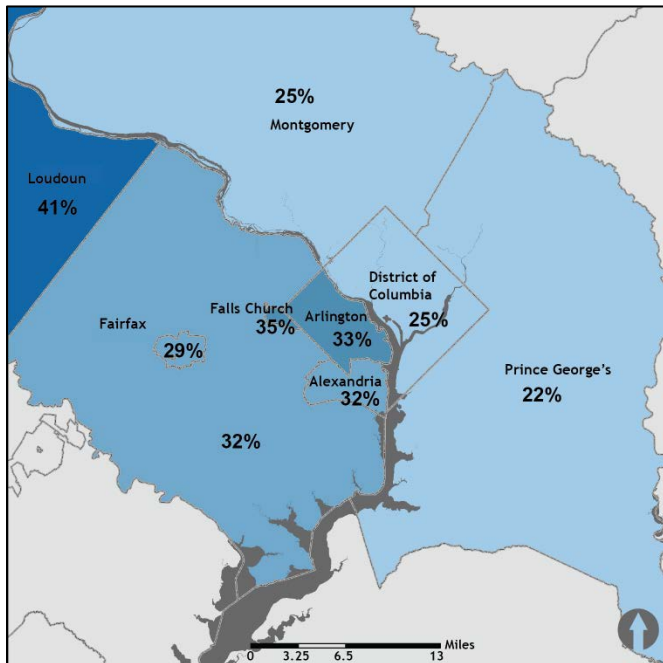 25%
Montgomery
Loudoun
41%
District of
Columbia
25%
Falls Church
35%
Arlington
33%
Fairfax
29%
Alexandria
32%
Prince George's
22%
32%
Miles
0 3.25 6.5 13